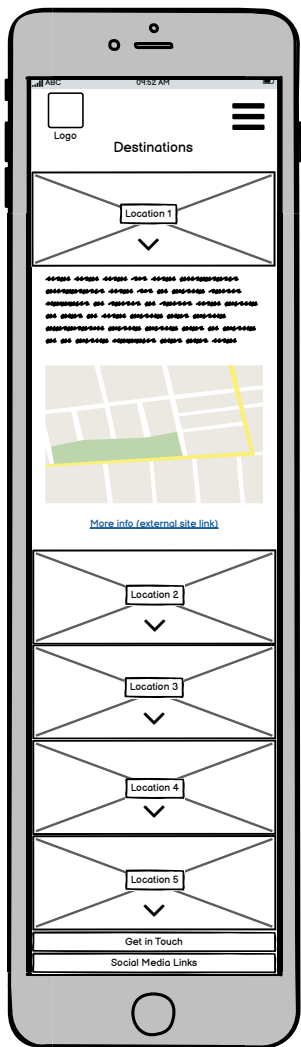 ABC 09:52 AM
Logo
Destinations
Location 1
More info (external site link)
Location 2
Location 3
Location 4
Location 5
Get in Touch
Social Media Links